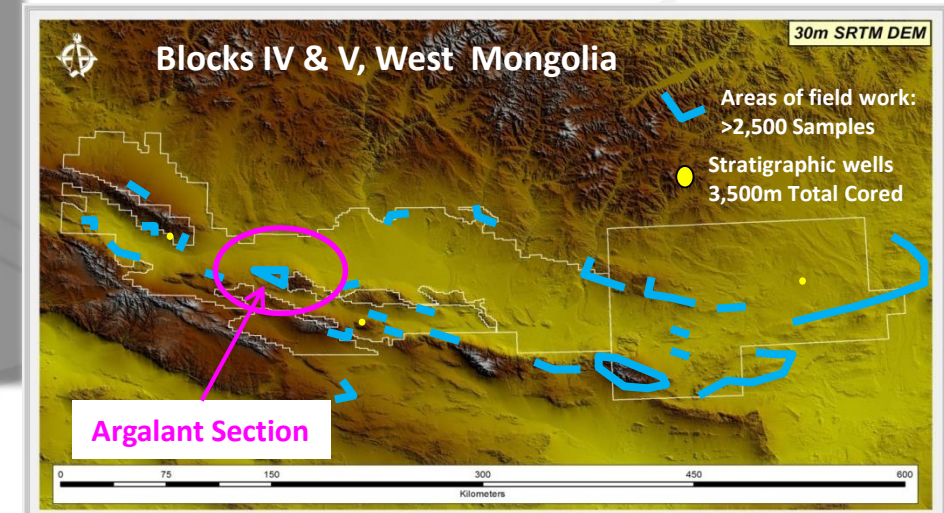 30m SRTM DEM
Blocks IV & V, West Mongolia
Areas of field work:
>2,500 Samples
Stratigraphic wells
3,500m Total Cored
Argalant Section
0 75 150 300 450 600
Kilometers